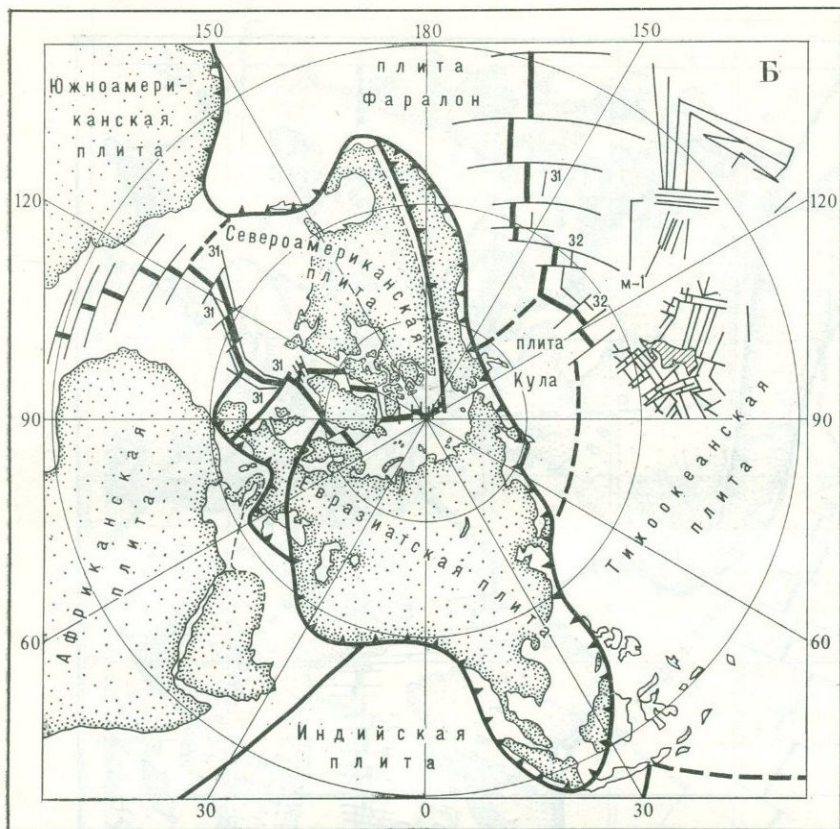 150
180
150
Южноамери-
канская
плита
плита
Фаралон
Б
120
120
31
Североамериканская
плита
32
31
м-1
32
31
плита
Кула
31
31
90
90
Евразиатская плита
Африканская
плита
Тихоокеанская
плита
60
60
Индийская
плита
30
0
30